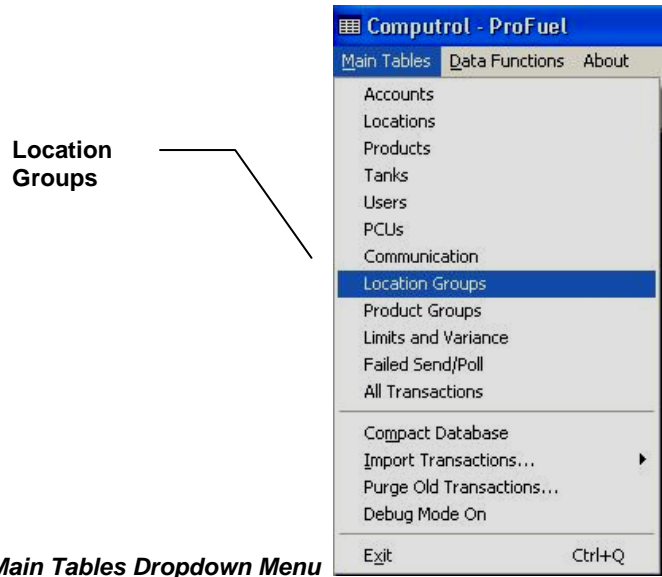 Computrol - ProFuel
Main Tables Data Functions About
Accounts
Locations
Products
Tanks
Users
PCUs
Communication
Location Groups
Product Groups
Limits and Variance
Failed Send/Poll
All Transactions
Compact Database
Import Transactions...
Purge Old Transactions...
Debug Mode On
Exit Ctrl+Q
Location
Groups
Main Tables Dropdown Menu